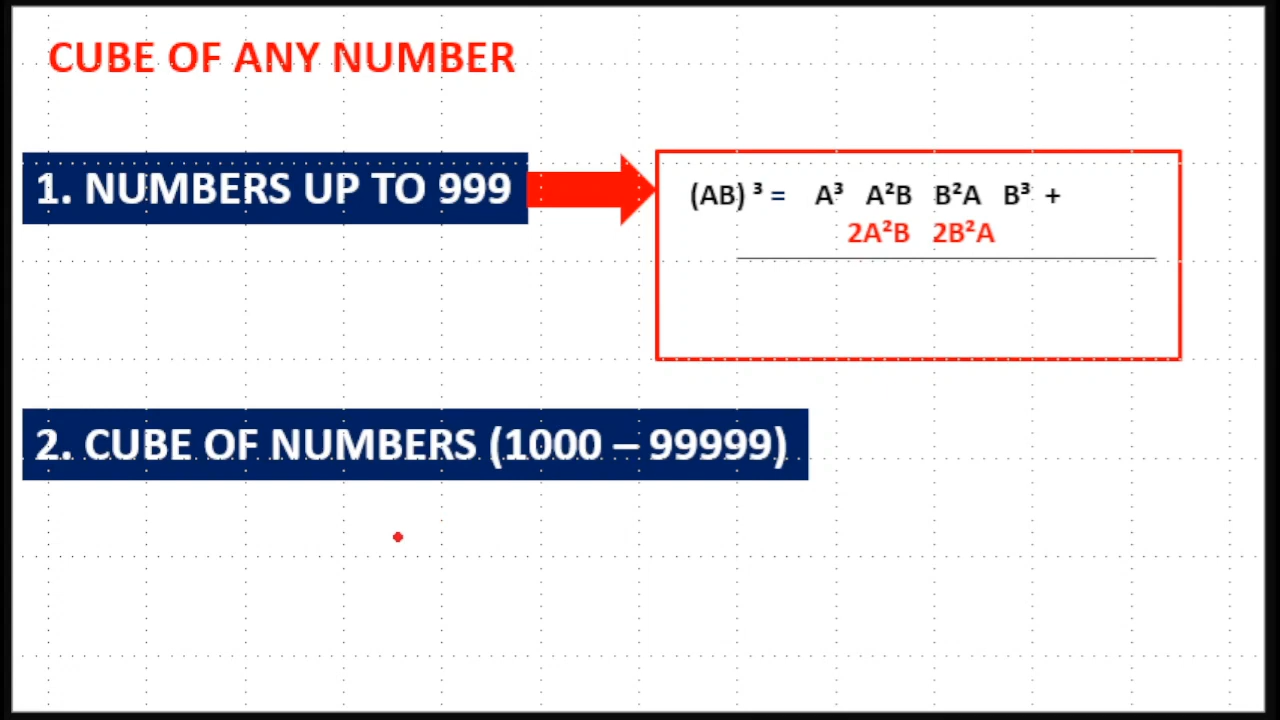 CUBE OF ANY NUMBER
1. NUMBERS UP TO 999
(AB) ³ = A³ A²B B²A B³ +
2A²B 2B²A
2. CUBE OF NUMBERS (1000 – 99999)